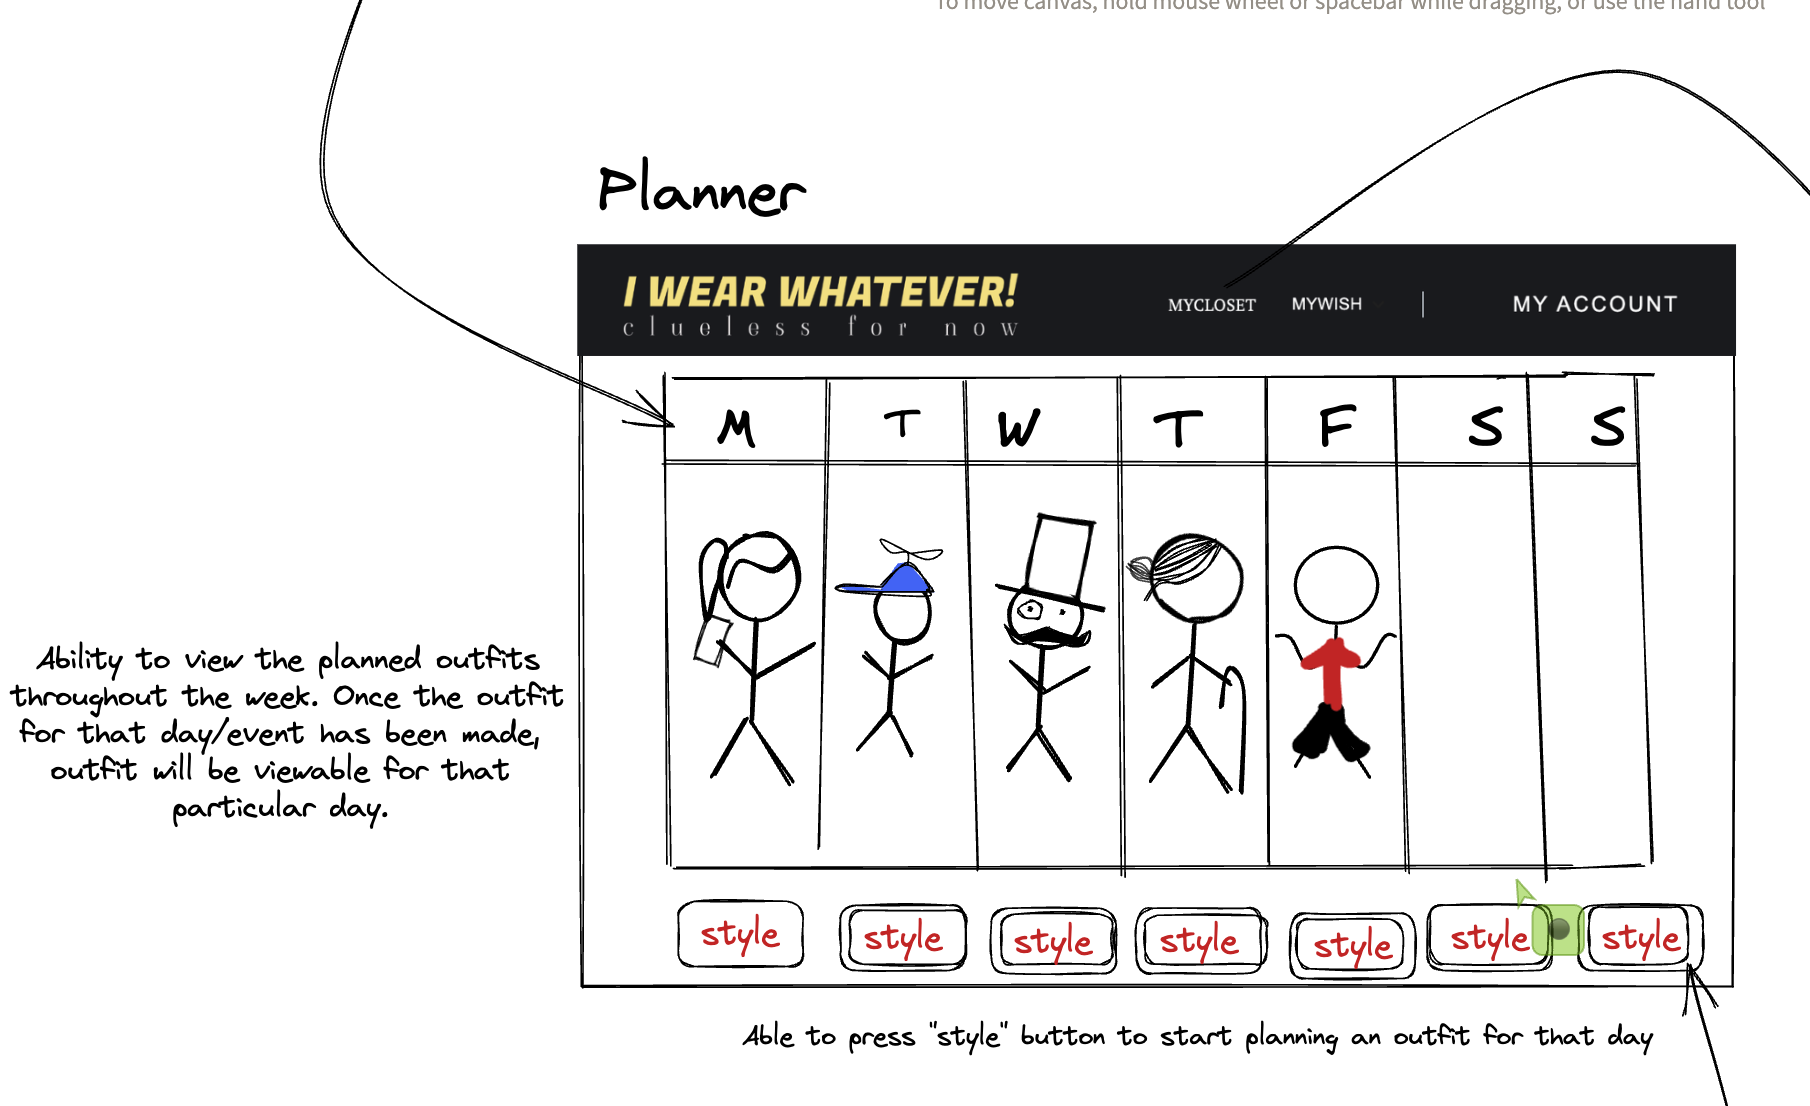 To move canvas, hold mouse wheel or spacebar while dragging, or use the hand tool
Planner
I WEAR WHATEVER!
clueless for now
MYCLOSET MYWISH | MY ACCOUNT
M T W T F S S
Ability to view the planned outfits
throughout the week. Once the outfit
for that day/event has been made,
outfit will be viewable for that
particular day.
style style style style style style style
Able to press "style" button to start planning an outfit for that day